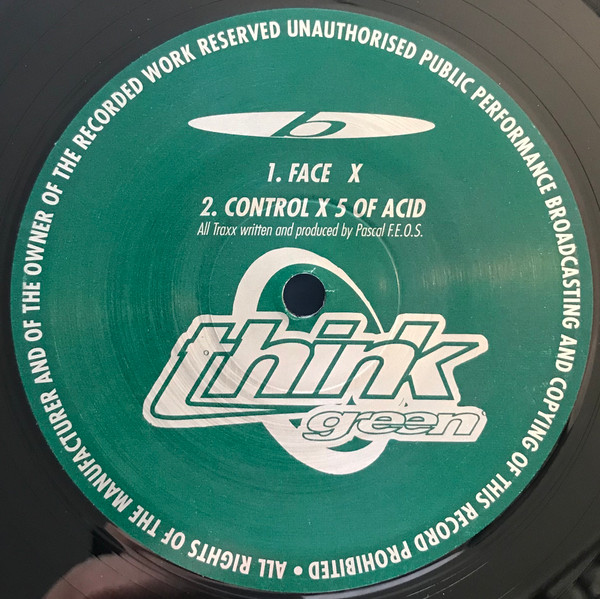 ALL RIGHTS OF THE MANUFACTURER AND OF THE OWNER OF THE RECORDED WORK RESERVED UNAUTHORISED PUBLIC PERFORMANCE BROADCASTING AND COPYING OF THIS RECORD PROHIBITED •
b
1. FACE X
2. CONTROL X 5 OF ACID
All Traxx written and produced by Pascal F.E.O.S.
think
green